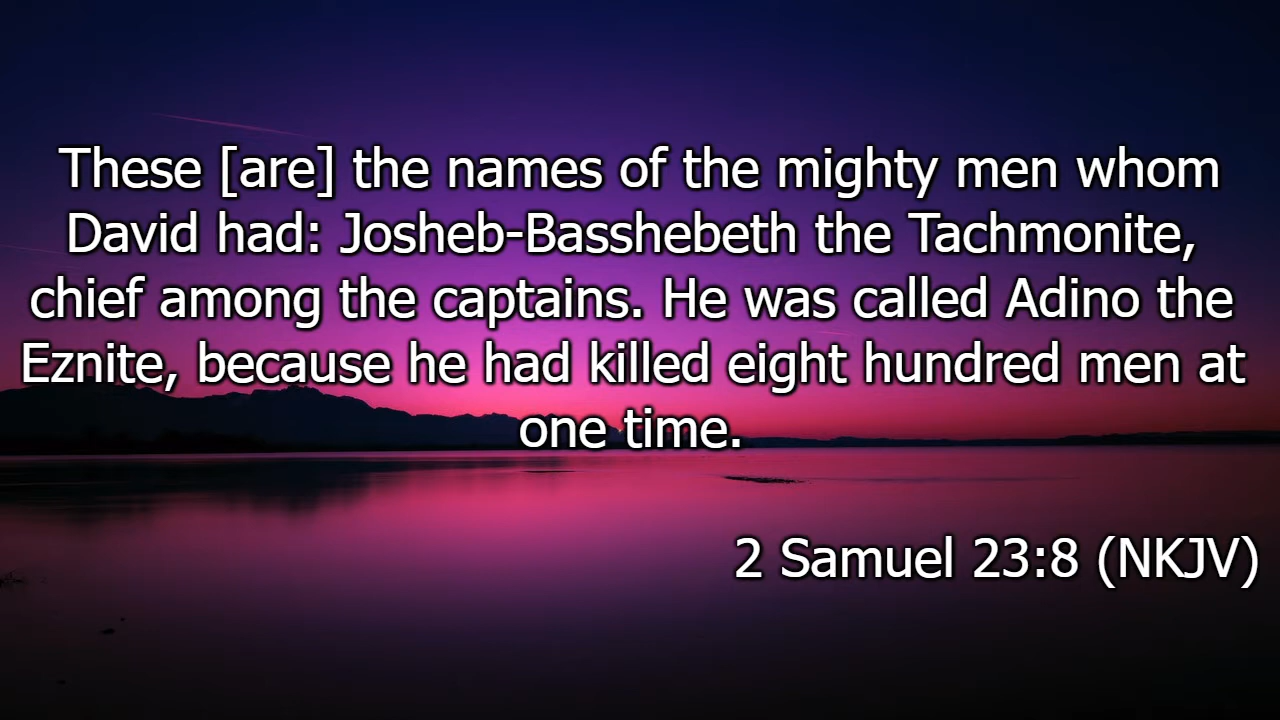 These [are] the names of the mighty men whom
David had: Josheb-Basshebeth the Tachmonite,
chief among the captains. He was called Adino the
Eznite, because he had killed eight hundred men at
one time.
2 Samuel 23:8 (NKJV)